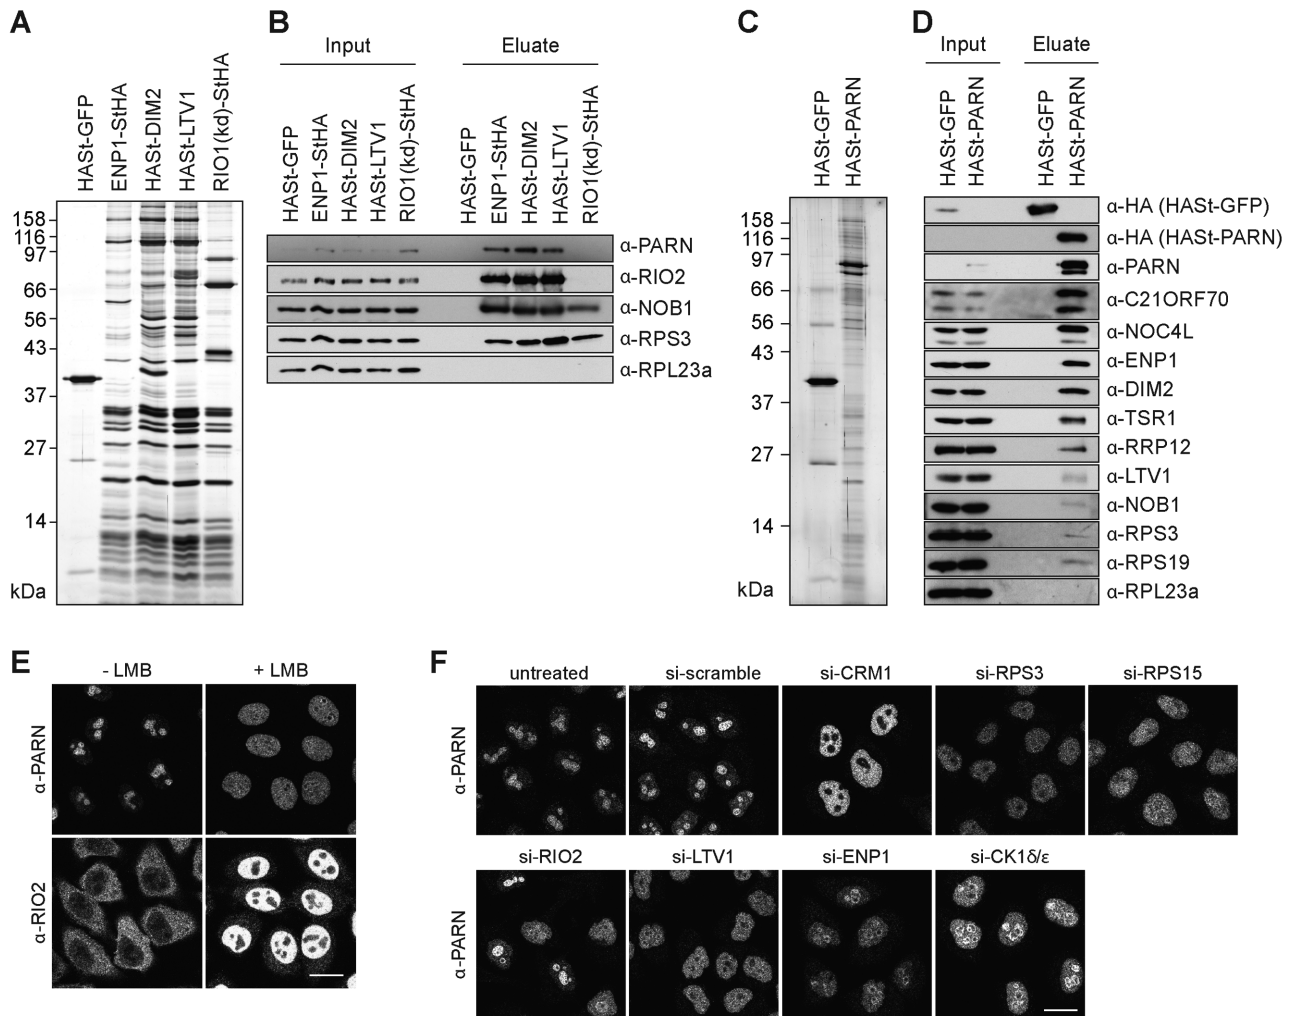 A
HASt-GFP
ENP1-StHA
HASt-DIM2
HASt-LTV1
RIO1(kd)-StHA
158
116
97
66
56
43
37
27
14
kDa
B
Input
Eluate
HASt-GFP
ENP1-StHA
HASt-DIM2
HASt-LTV1
RIO1(kd)-StHA
HASt-GFP
ENP1-StHA
HASt-DIM2
HASt-LTV1
RIO1(kd)-StHA
α-PARN
α-RIO2
α-NOB1
α-RPS3
α-RPL23a
C
HASt-GFP
HASt-PARN
158
116
97
66
56
43
37
27
14
kDa
D
Input
Eluate
HASt-GFP
HASt-PARN
HASt-GFP
HASt-PARN
α-HA (HASt-GFP)
α-HA (HASt-PARN)
α-PARN
α-C21ORF70
α-NOC4L
α-ENP1
α-DIM2
α-TSR1
α-RRP12
α-LTV1
α-NOB1
α-RPS3
α-RPS19
α-RPL23a
E
- LMB
+ LMB
α-PARN
α-RIO2
F
untreated
si-scramble
si-CRM1
si-RPS3
si-RPS15
α-PARN
si-RIO2
si-LTV1
si-ENP1
si-CK1δ/ε
α-PARN